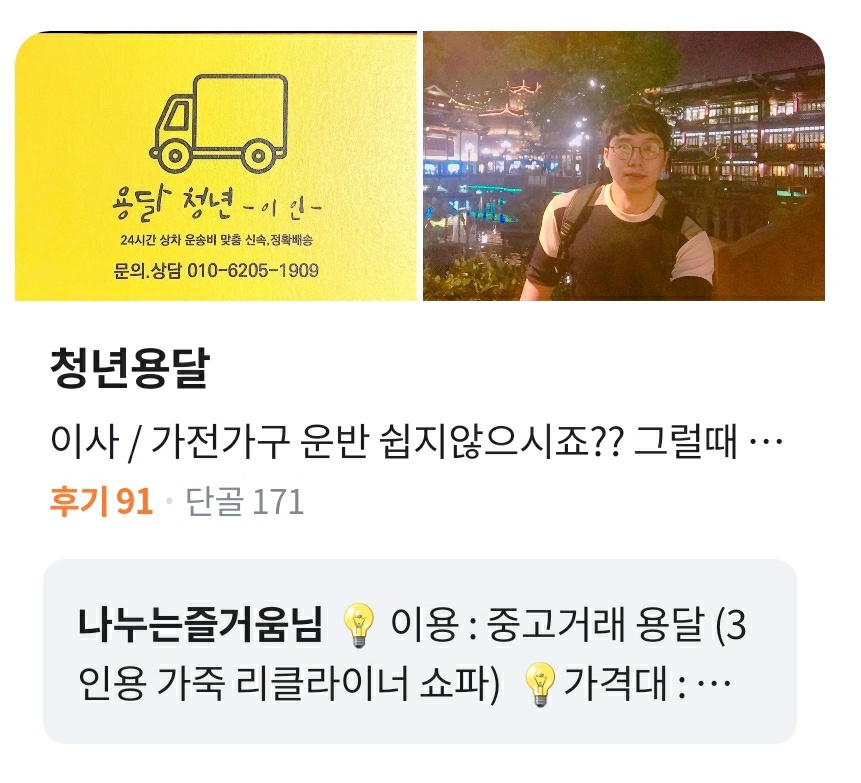 용달 청년 -이 인-
24시간 상차 운송비 맞춤 신속,정확배송
문의.상담 010-6205-1909
청년용달
이사 / 가전가구 운반 쉽지않으시죠?? 그럴때 …
후기 91 · 단골 171
나누는즐거움님 💡 이용 : 중고거래 용달 (3
인용 가죽 리클라이너 쇼파) 💡가격대 : …